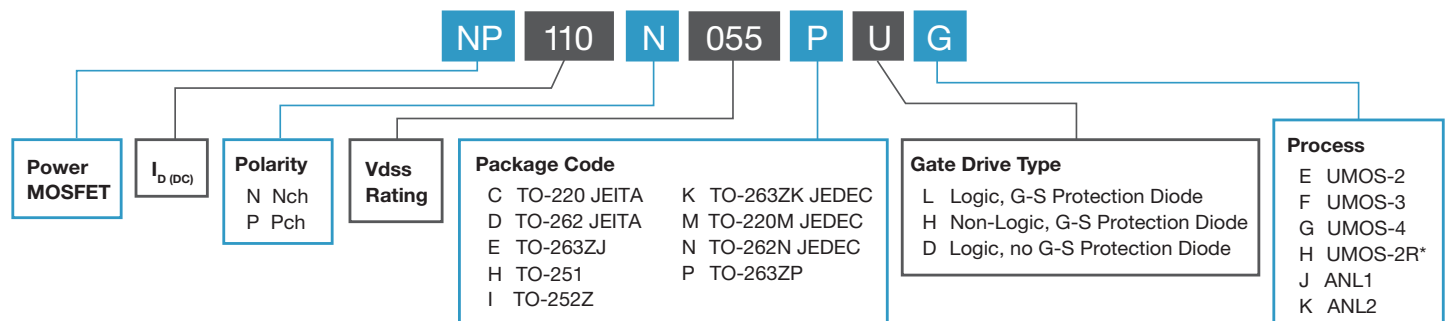 NP 110 N 055 P U G
Power
MOSFET
I D (DC)
Polarity
N Nch
P Pch
Vdss
Rating
Package Code
C TO-220 JEITA
D TO-262 JEITA
E TO-263ZJ
H TO-251
I TO-252Z
K TO-263ZK JEDEC
M TO-220M JEDEC
N TO-262N JEDEC
P TO-263ZP
Gate Drive Type
L Logic, G-S Protection Diode
H Non-Logic, G-S Protection Diode
D Logic, no G-S Protection Diode
Process
E UMOS-2
F UMOS-3
G UMOS-4
H UMOS-2R*
J ANL1
K ANL2